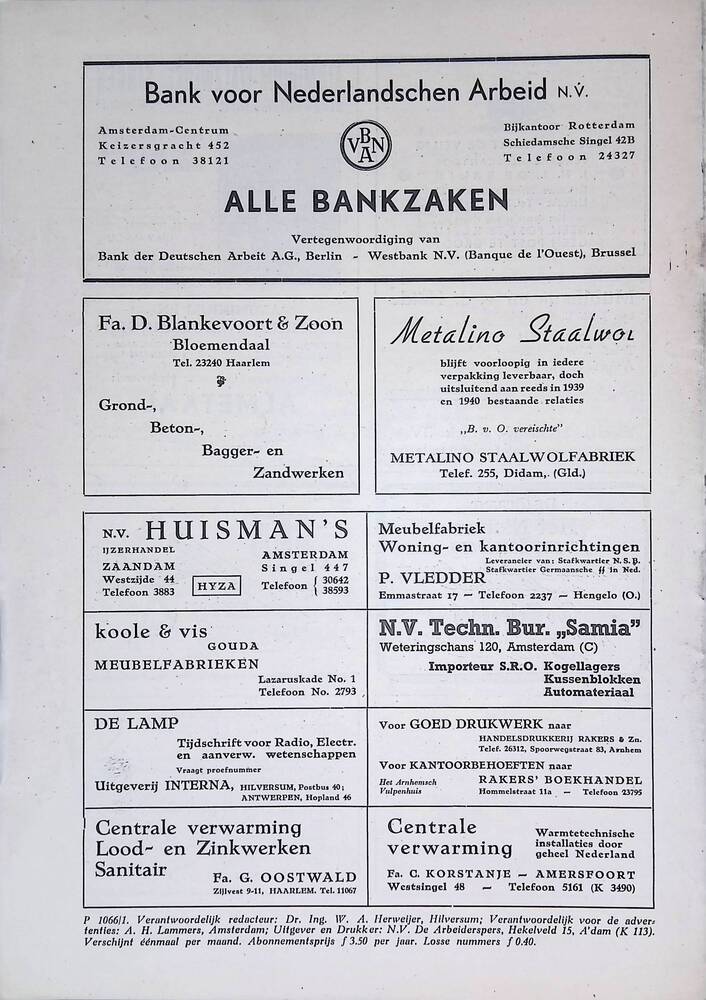 Bank voor Nederlandschen Arbeid N.V.
Amsterdam-Centrum
Keizersgracht 452
Telefoon 38121
VBNA
Bijkantoor Rotterdam
Schiedamsche Singel 42B
Telefoon 24327
ALLE BANKZAKEN
Vertegenwoordiging van
Bank der Deutschen Arbeit A.G., Berlin - Westbank N.V. (Banque de l'Ouest), Brussel
Fa. D. Blankevoort & Zoon
Bloemendaal
Tel. 23240 Haarlem
Grond-,
Beton-,
Bagger- en
Zandwerken
Metalino Staalwol
blijft voorloopig in iedere
verpakking leverbaar, doch
uitsluitend aan reeds in 1939
en 1940 bestaande relaties
„B. v. O. vereischte"
METALINO STAALWOLFABRIEK
Telef. 255, Didam, (Gld.)
N.V. HUISMAN'S
IJZERHANDEL
ZAANDAM
Westzijde 44
Telefoon 3883
HYZA
AMSTERDAM
Singel 447
Telefoon { 30642
38593
Meubelfabriek
Woning- en kantoorinrichtingen
Leverancier van: Stafkwartier N.S.B.
Stafkwartier Germaansche ᛋᛋ in Ned.
P. VLEDDER
Emmastraat 17 — Telefoon 2237 — Hengelo (O.)
koole & vis
GOUDA
MEUBELFABRIEKEN
Lazaruskade No. 1
Telefoon No. 2793
N.V. Techn. Bur. „Samia”
Weteringschans 120, Amsterdam (C)
Importeur S.R.O. Kogellagers
Kussenblokken
Automateriaal
DE LAMP
Tijdschrift voor Radio, Electr.
en aanverw. wetenschappen
Vraagt proefnummer
Uitgeverij INTERNA, HILVERSUM, Postbus 40;
ANTWERPEN, Hopland 46
Voor GOED DRUKWERK naar
HANDELSDRUKKERIJ RAKERS & Zn.
Telef. 26312, Spoorwegstraat 83, Arnhem
Voor KANTOORBEHOEFTEN naar
Het Arnhemsch
Vulpenhuis
RAKERS' BOEKHANDEL
Hommelstraat 11a — Telefoon 23795
Centrale verwarming
Lood- en Zinkwerken
Sanitair
Fa. G. OOSTWALD
Zijlvest 9-11, HAARLEM. Tel. 11067
Centrale
verwarming
Warmtetechnische
installaties door
geheel Nederland
Fa. C. KORSTANJE — AMERSFOORT
Westsingel 48 — Telefoon 5161 (K 3490)
P 1066/1. Verantwoordelijk redacteur: Dr. Ing. W. A. Herweijer, Hilversum; Verantwoordelijk voor de adver-
tenties: A. H. Lammers, Amsterdam; Uitgever en Drukker: N.V. De Arbeiderspers, Hekelveld 15, A'dam (K 113).
Verschijnt éénmaal per maand. Abonnementsprijs ƒ 3.50 per jaar. Losse nummers ƒ 0.40.